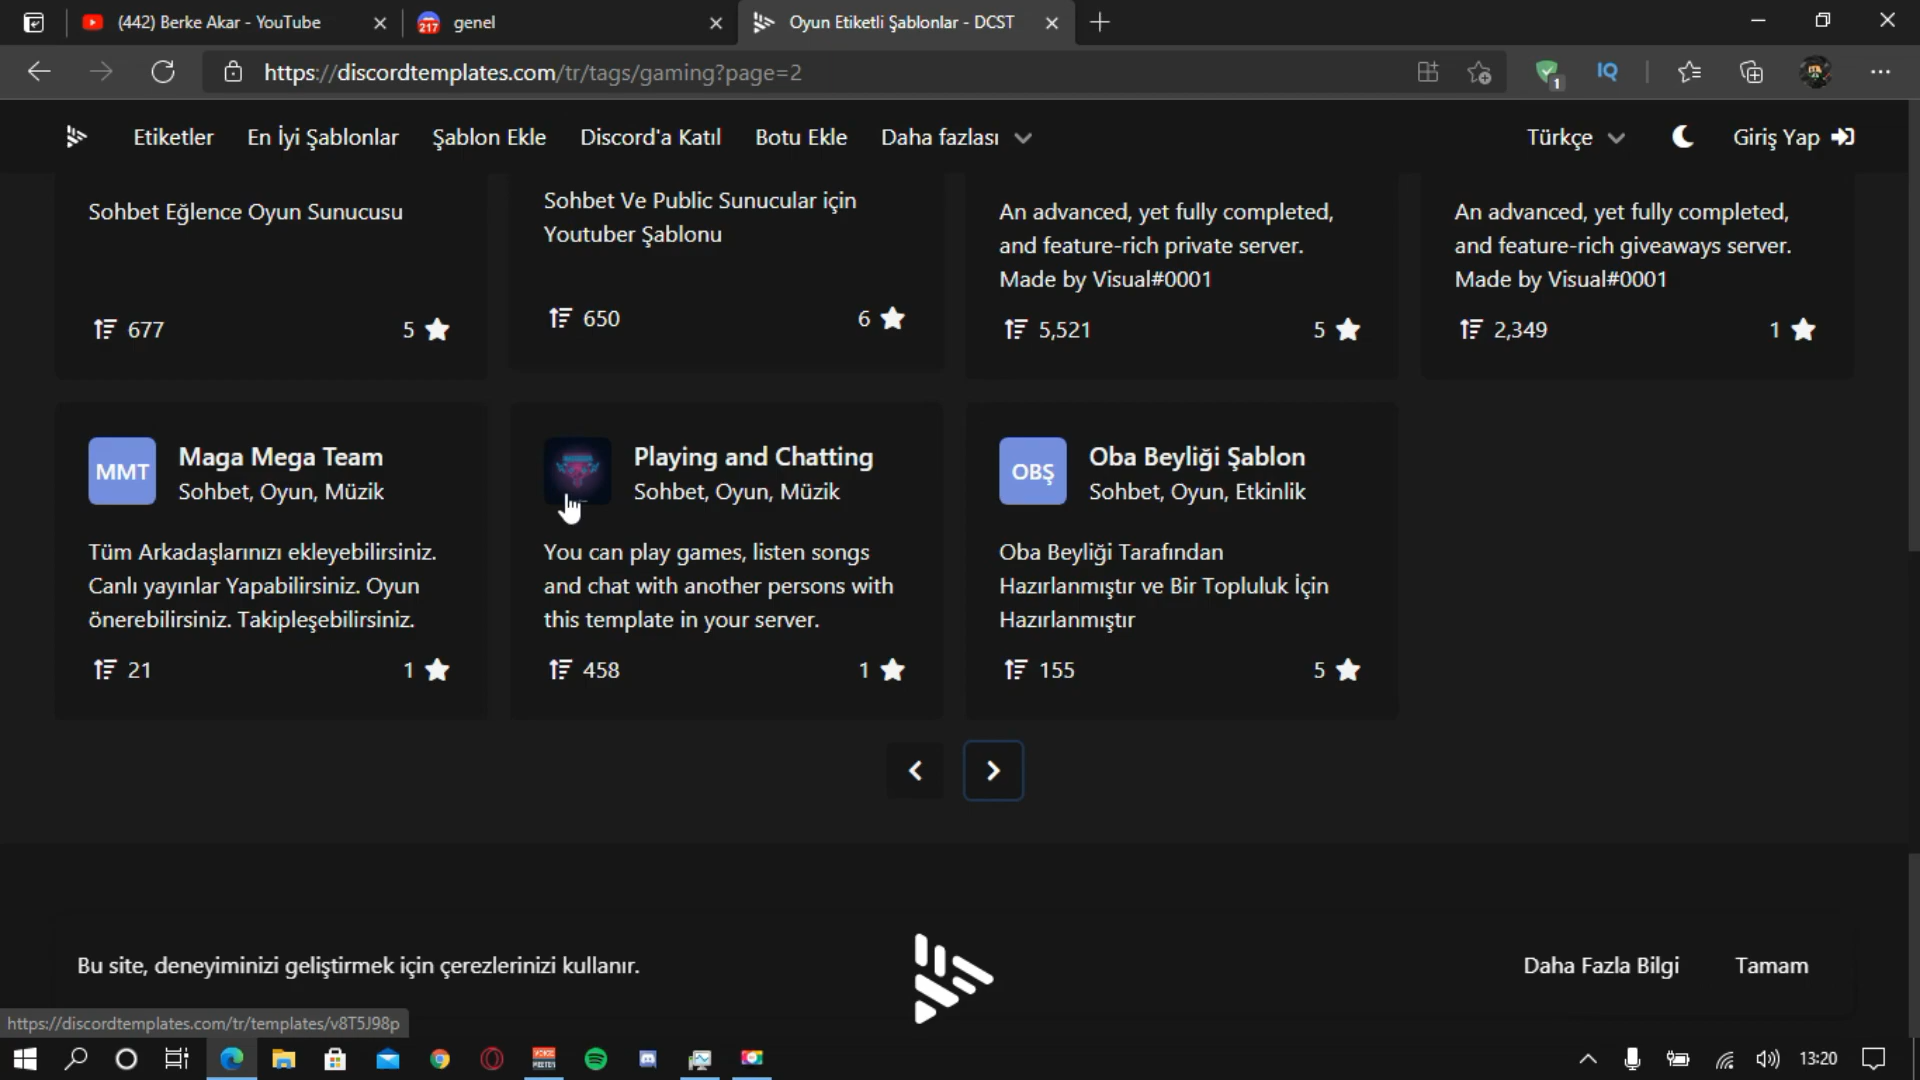 (442) Berke Akar - YouTube
217
genel
Oyun Etiketli Şablonlar - DCST
https://discordtemplates.com/tr/tags/gaming?page=2
1
IQ
Etiketler
En İyi Şablonlar
Şablon Ekle
Discord'a Katıl
Botu Ekle
Daha fazlası
Türkçe
Giriş Yap
Sohbet Eğlence Oyun Sunucusu
677
5
Sohbet Ve Public Sunucular için
Youtuber Şablonu
650
6
An advanced, yet fully completed,
and feature-rich private server.
Made by Visual#0001
5,521
5
An advanced, yet fully completed,
and feature-rich giveaways server.
Made by Visual#0001
2,349
1
MMT
Maga Mega Team
Sohbet, Oyun, Müzik
Tüm Arkadaşlarınızı ekleyebilirsiniz.
Canlı yayınlar Yapabilirsiniz. Oyun
önerebilirsiniz. Takipleşebilirsiniz.
21
1
Playing and Chatting
Sohbet, Oyun, Müzik
You can play games, listen songs
and chat with another persons with
this template in your server.
458
1
OBŞ
Oba Beyliği Şablon
Sohbet, Oyun, Etkinlik
Oba Beyliği Tarafından
Hazırlanmıştır ve Bir Topluluk İçin
Hazırlanmıştır
155
5
Bu site, deneyiminizi geliştirmek için çerezlerinizi kullanır.
Daha Fazla Bilgi
Tamam
https://discordtemplates.com/tr/templates/v8T5J98p
13:20